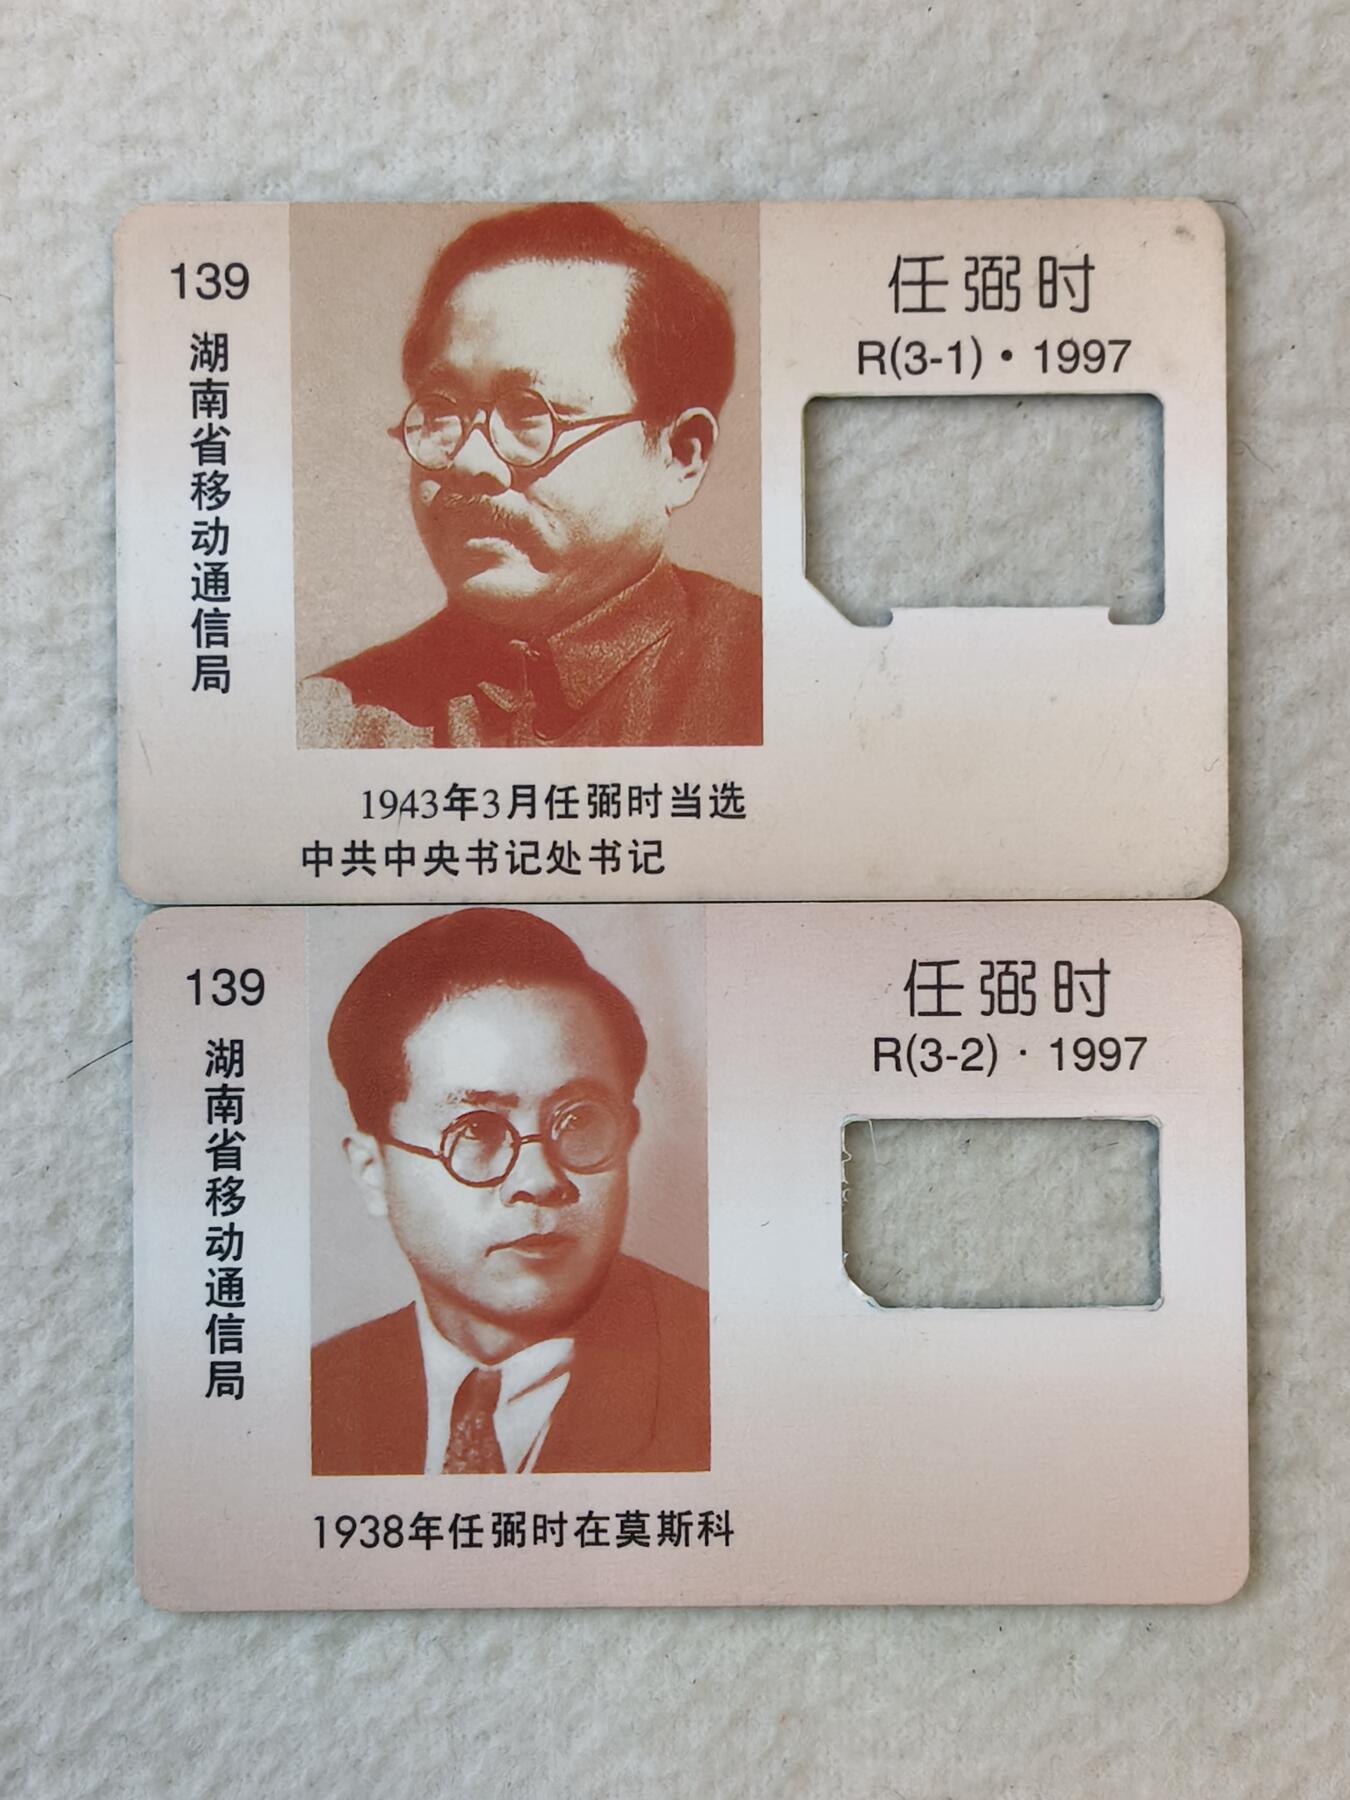 139
湖南省移动通信局
任弼时
R(3-1)·1997
1943年3月任弼时当选
中共中央书记处书记
139
湖南省移动通信局
任弼时
R(3-2)·1997
1938年任弼时在莫斯科